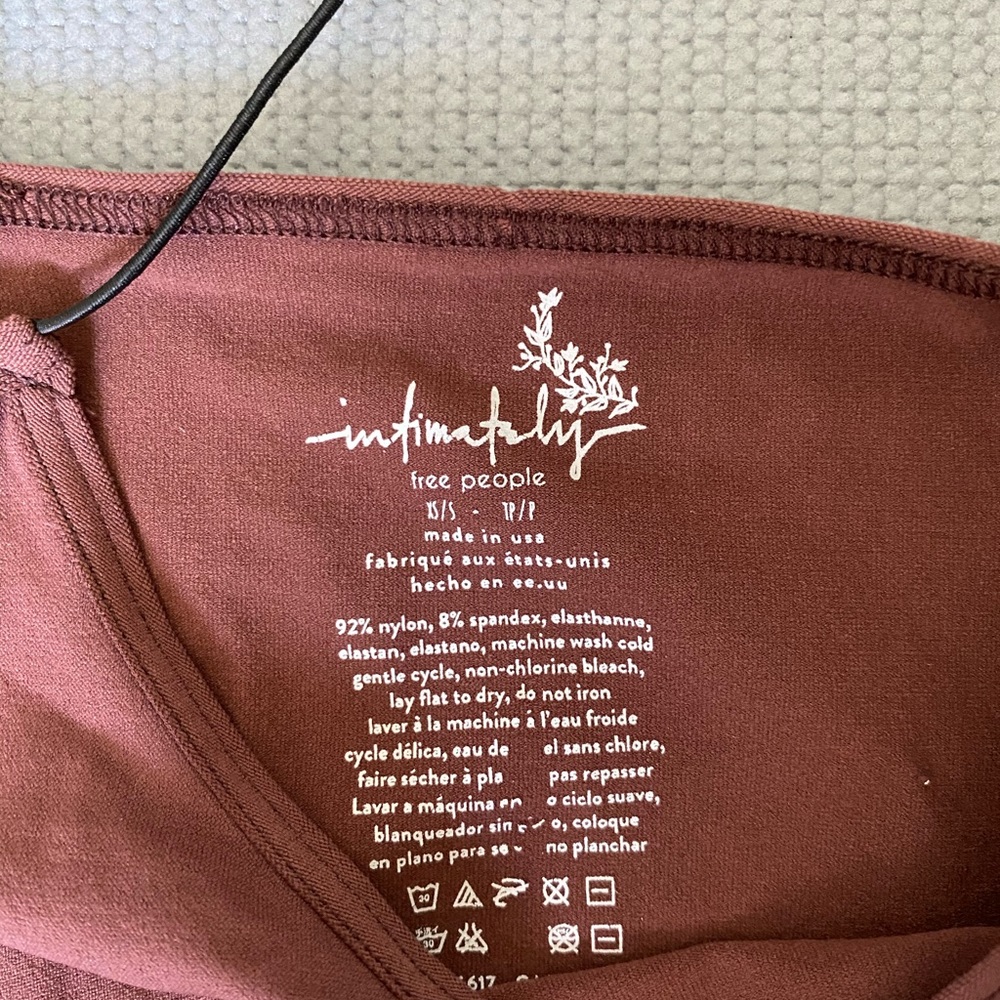 intimately
free people
XS/S - TP/P
made in usa
fabriqué aux états-unis
hecho en ee.uu
92% nylon, 8% spandex, elasthanne,
elastan, elastano, machine wash cold
gentle cycle, non-chlorine bleach,
lay flat to dry, do not iron
laver à la machine á l'eau froide
cycle délica, eau de el sans chlore,
faire sécher à pla pas repasser
Lavar a máquina en o ciclo suave,
blanqueador sin o, coloque
en plano para se no planchar
30
30
617